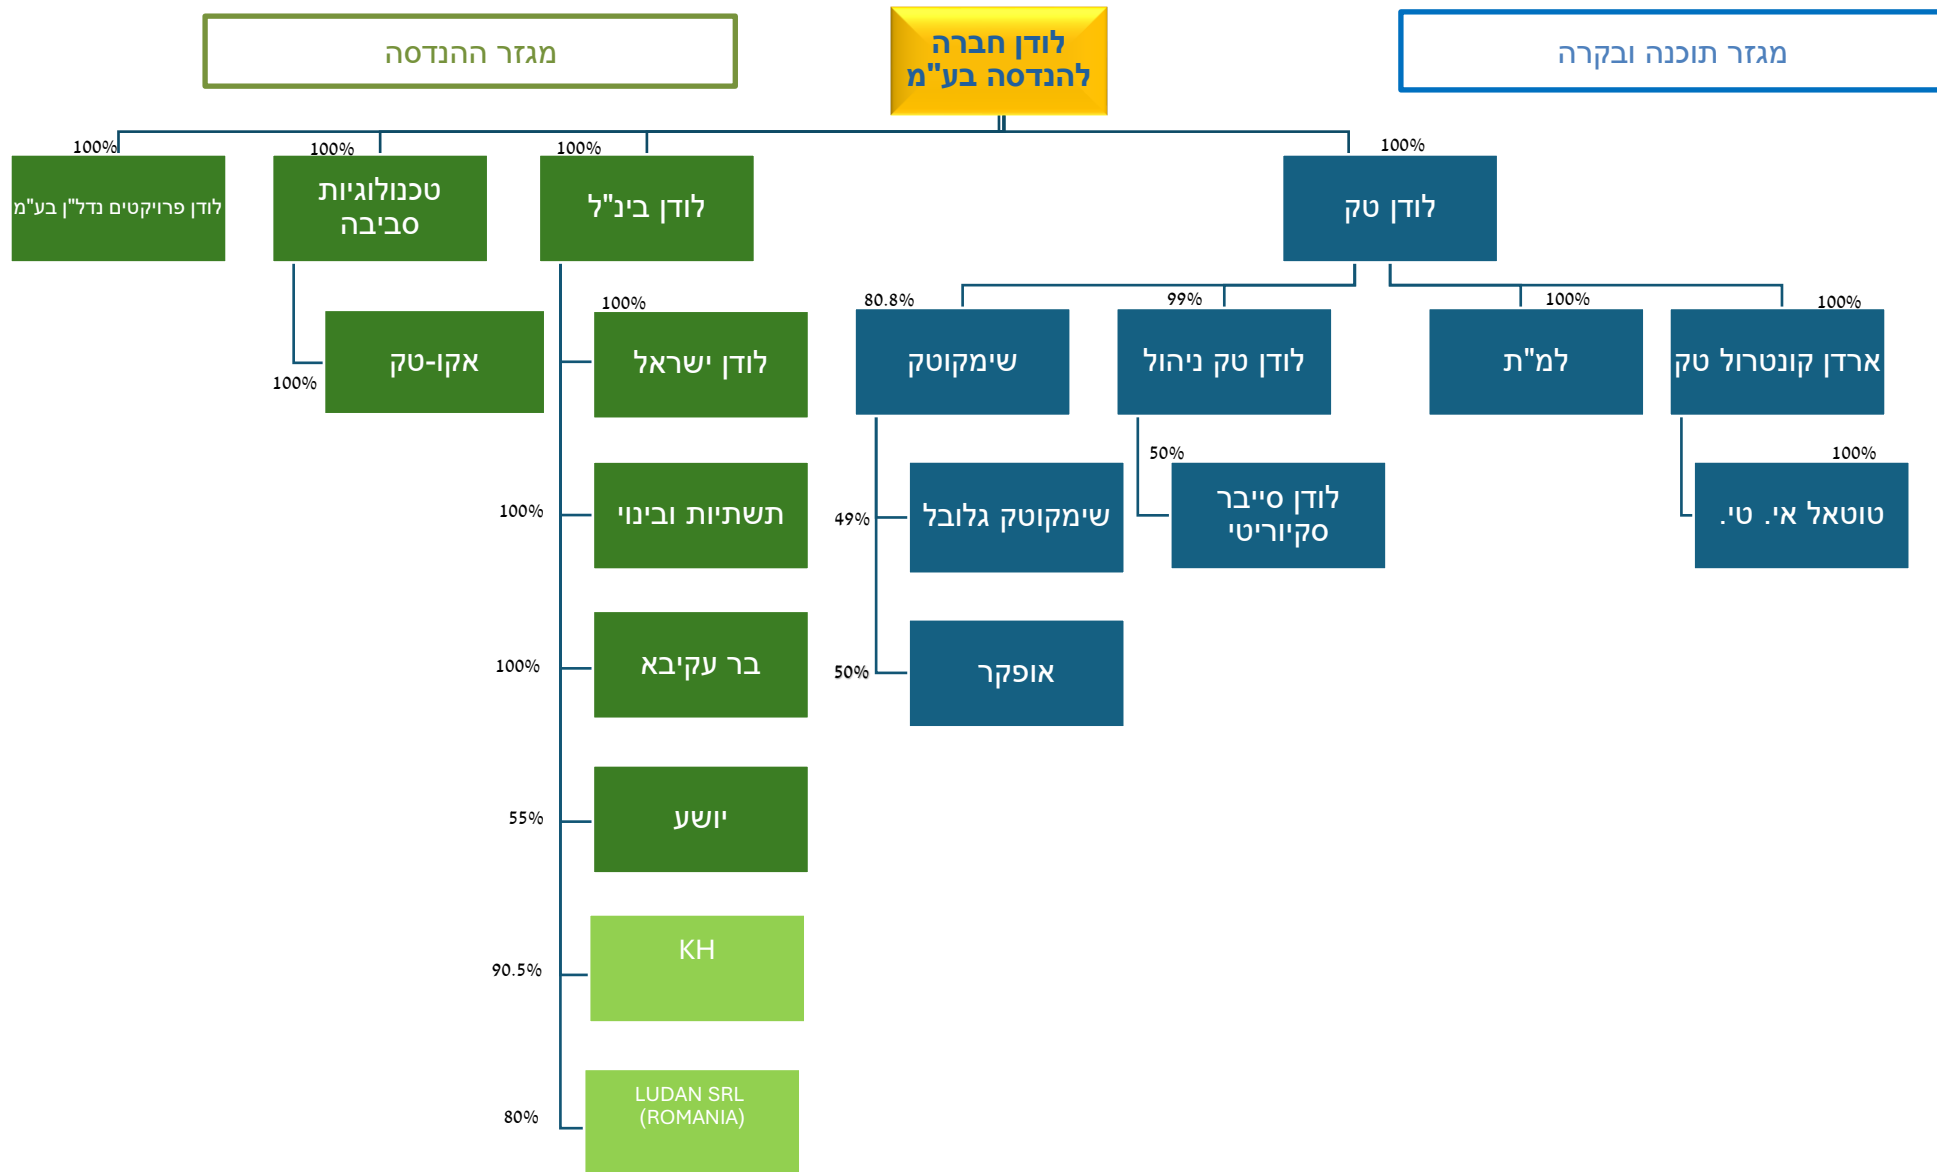 מגזר תוכנה ובקרה
לודן חברה
להנדסה בע"מ
מגזר ההנדסה
100%
לודן טק
100%
לודן בינ"ל
100%
טכנולוגיות
סביבה
100%
לודן פרויקטים נדל"ן בע"מ
100%
ארדן קונטרול טק
100%
למ"ת
99%
לודן טק ניהול
80.8%
שימקוטק
100%
לודן ישראל
100%
אקו-טק
100%
טוטאל אי. טי.
50%
לודן סייבר
סקיוריטי
49%
שימקוטק גלובל
100%
תשתיות ובינוי
50%
אופקר
100%
בר עקיבא
55%
יושע
90.5%
KH
80%
LUDAN SRL
(ROMANIA)